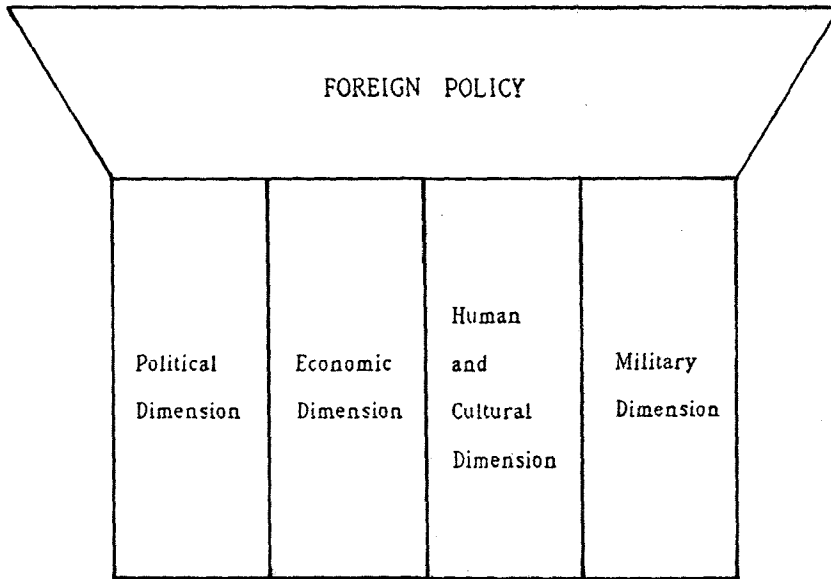 FOREIGN POLICY
Political
Dimension
Economic
Dimension
Human
and
Cultural
Dimension
Military
Dimension